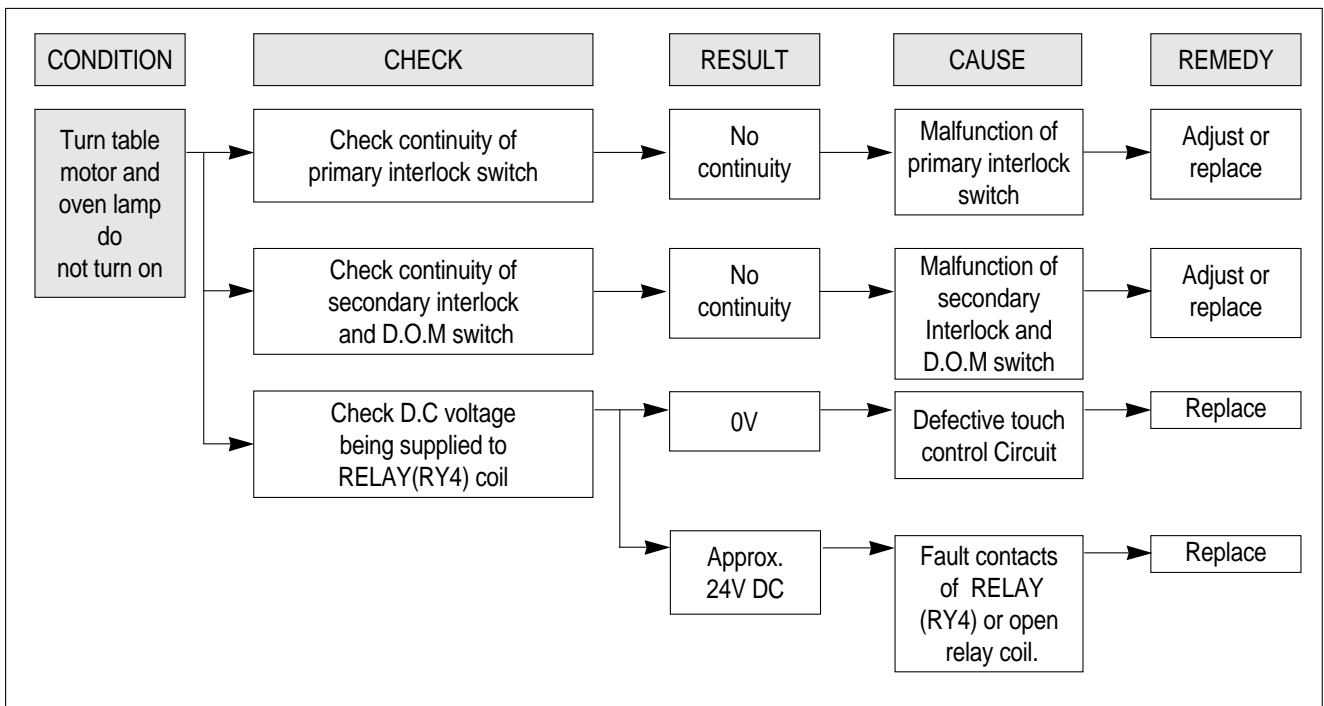 CONDITION
CHECK
RESULT
CAUSE
REMEDY
Turn table
motor and
oven lamp
do
not turn on
Check continuity of
primary interlock switch
No
continuity
Malfunction of
primary interlock
switch
Adjust or
replace
Check continuity of
secondary interlock
and D.O.M switch
No
continuity
Malfunction of
secondary
Interlock and
D.O.M switch
Adjust or
replace
Check D.C voltage
being supplied to
RELAY(RY4) coil
0V
Defective touch
control Circuit
Replace
Approx.
24V DC
Fault contacts
of RELAY
(RY4) or open
relay coil.
Replace